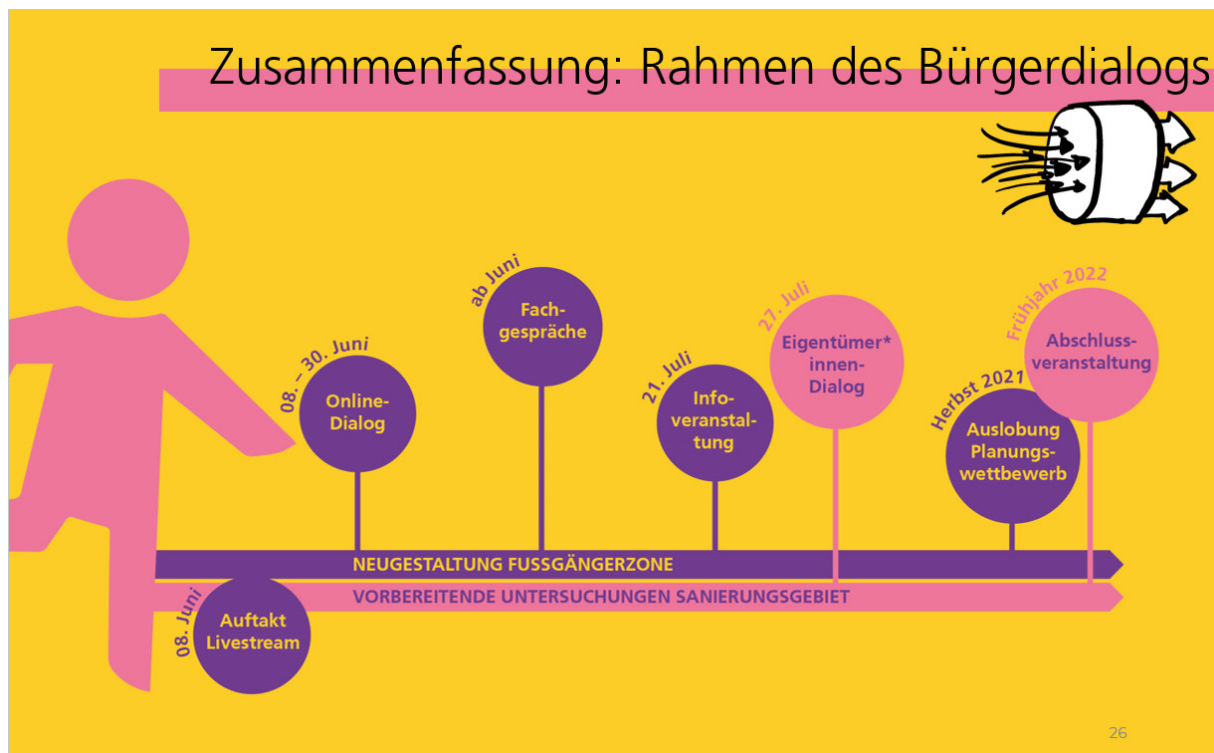 Zusammenfassung: Rahmen des Bürgerdialogs
08. – 30. Juni
Online-
Dialog
ab Juni
Fach-
gespräche
21. Juli
Info-
veranstal-
tung
27. Juli
Eigentümer*
innen-
Dialog
Herbst 2021
Auslobung
Planungs-
wettbewerb
Frühjahr 2022
Abschluss-
veranstaltung
NEUGESTALTUNG FUSSGÄNGERZONE
VORBEREITENDE UNTERSUCHUNGEN SANIERUNGSGEBIET
08. Juni
Auftakt
Livestream
26